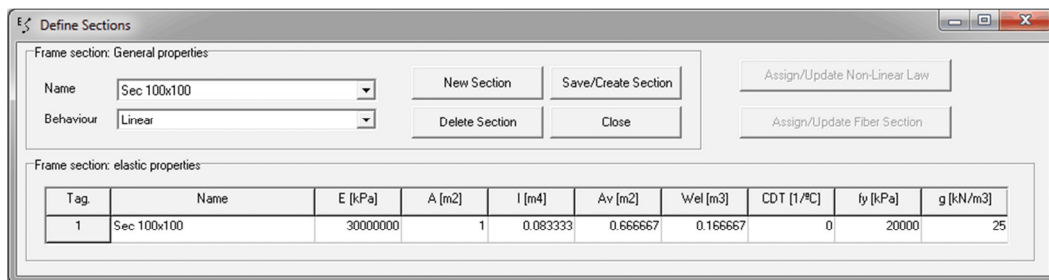 Define Sections
Frame section: General properties
Name Sec 100x100 New Section Save/Create Section Assign/Update Non-Linear Law
Behaviour Linear Delete Section Close Assign/Update Fiber Section
Frame section: elastic properties
Tag. Name E [kPa] A [m2] I [m4] Av [m2] Wel [m3] CDT [1/ºC] fy [kPa] g [kN/m3]
1 Sec 100x100 30000000 1 0.083333 0.666667 0.166667 0 20000 25